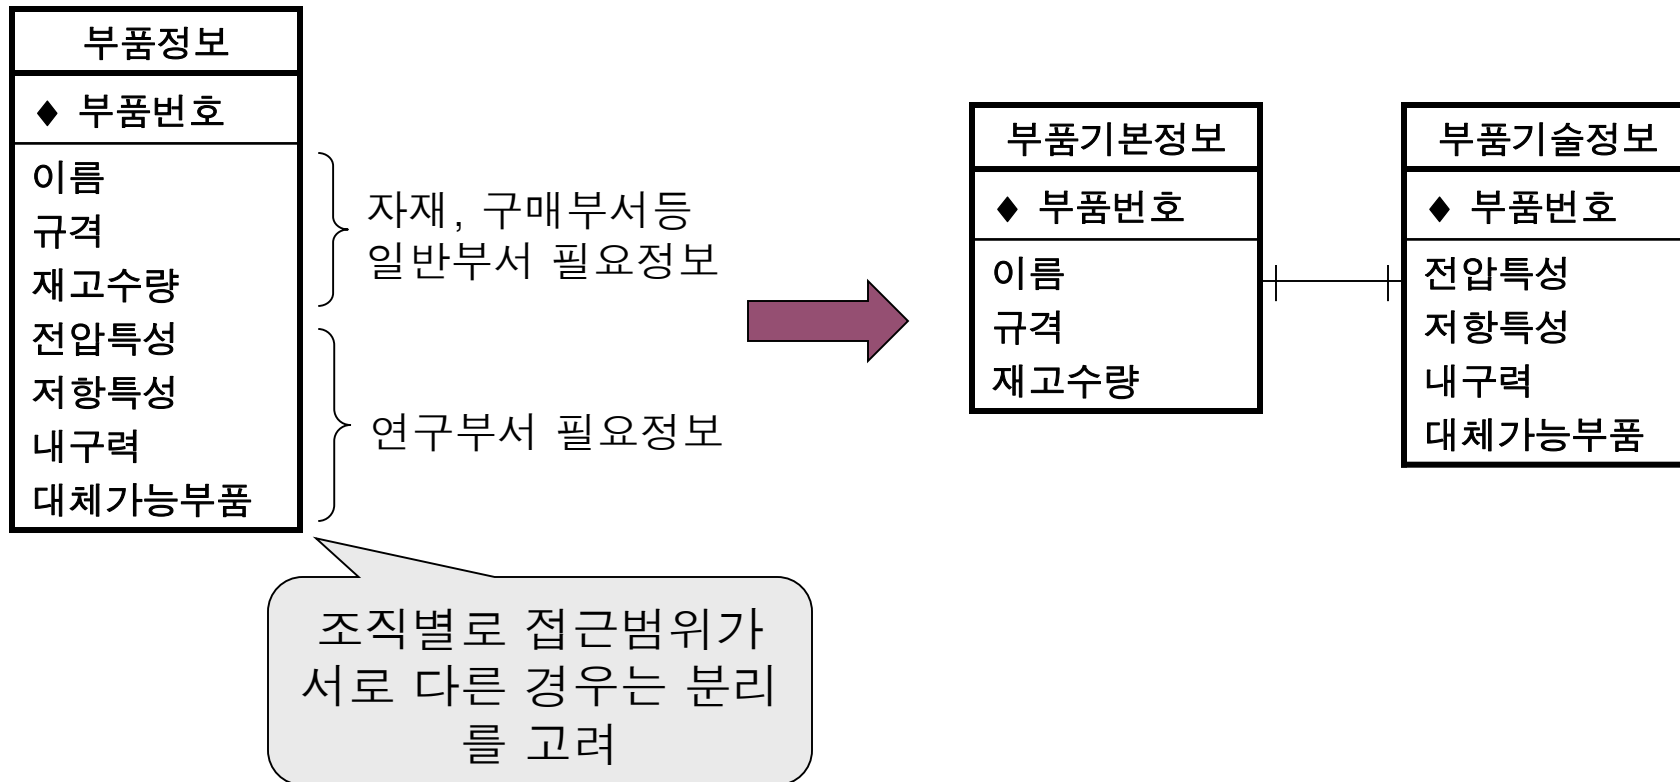 부품정보
♦ 부품번호
이름
규격
재고수량
전압특성
저항특성
내구력
대체가능부품
자재, 구매부서등
일반부서 필요정보
연구부서 필요정보
조직별로 접근범위가
서로 다른 경우는 분리
를 고려
부품기본정보
♦ 부품번호
이름
규격
재고수량
부품기술정보
♦ 부품번호
전압특성
저항특성
내구력
대체가능부품